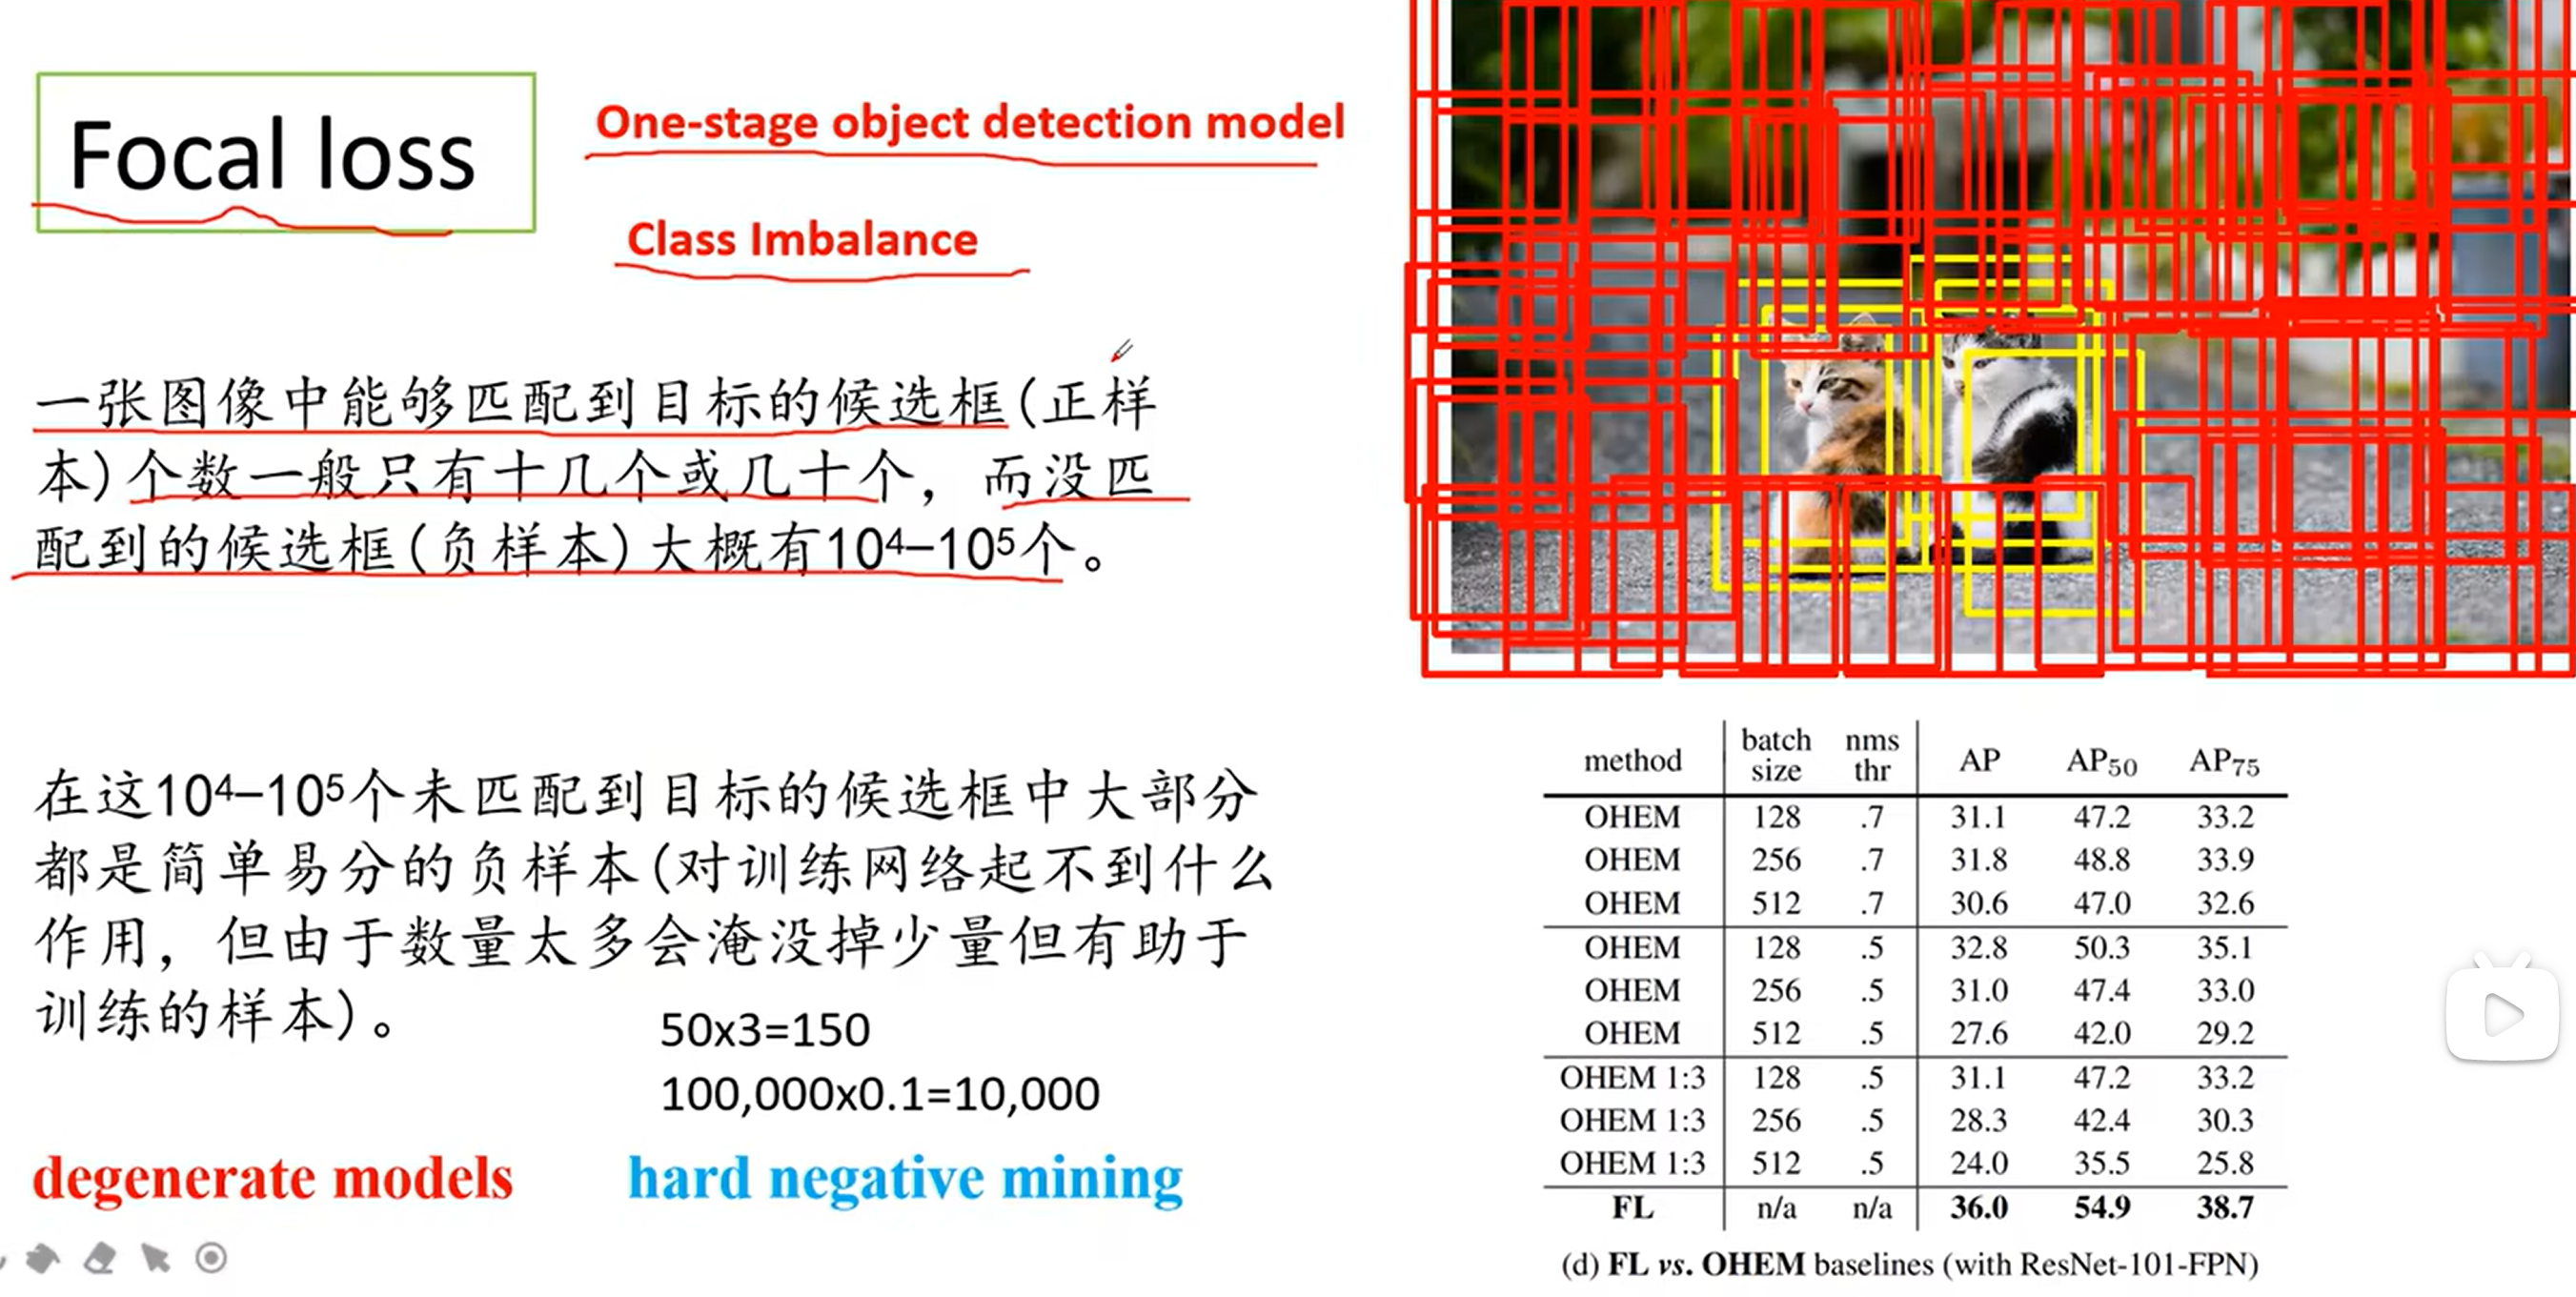 Focal loss
One-stage object detection model
Class Imbalance
一张图像中能够匹配到目标的候选框(正样
本)个数一般只有十几个或几十个，而没匹
配到的候选框(负样本)大概有10⁴–10⁵个。
在这10⁴–10⁵个未匹配到目标的候选框中大部分
都是简单易分的负样本(对训练网络起不到什么
作用，但由于数量太多会淹没掉少量但有助于
训练的样本)。
50x3=150
100,000x0.1=10,000
degenerate models
hard negative mining
method batch size nms thr AP AP₅₀ AP₇₅
OHEM 128 .7 31.1 47.2 33.2
OHEM 256 .7 31.8 48.8 33.9
OHEM 512 .7 30.6 47.0 32.6
OHEM 128 .5 32.8 50.3 35.1
OHEM 256 .5 31.0 47.4 33.0
OHEM 512 .5 27.6 42.0 29.2
OHEM 1:3 128 .5 31.1 47.2 33.2
OHEM 1:3 256 .5 28.3 42.4 30.3
OHEM 1:3 512 .5 24.0 35.5 25.8
FL n/a n/a 36.0 54.9 38.7
(d) FL vs. OHEM baselines (with ResNet-101-FPN)